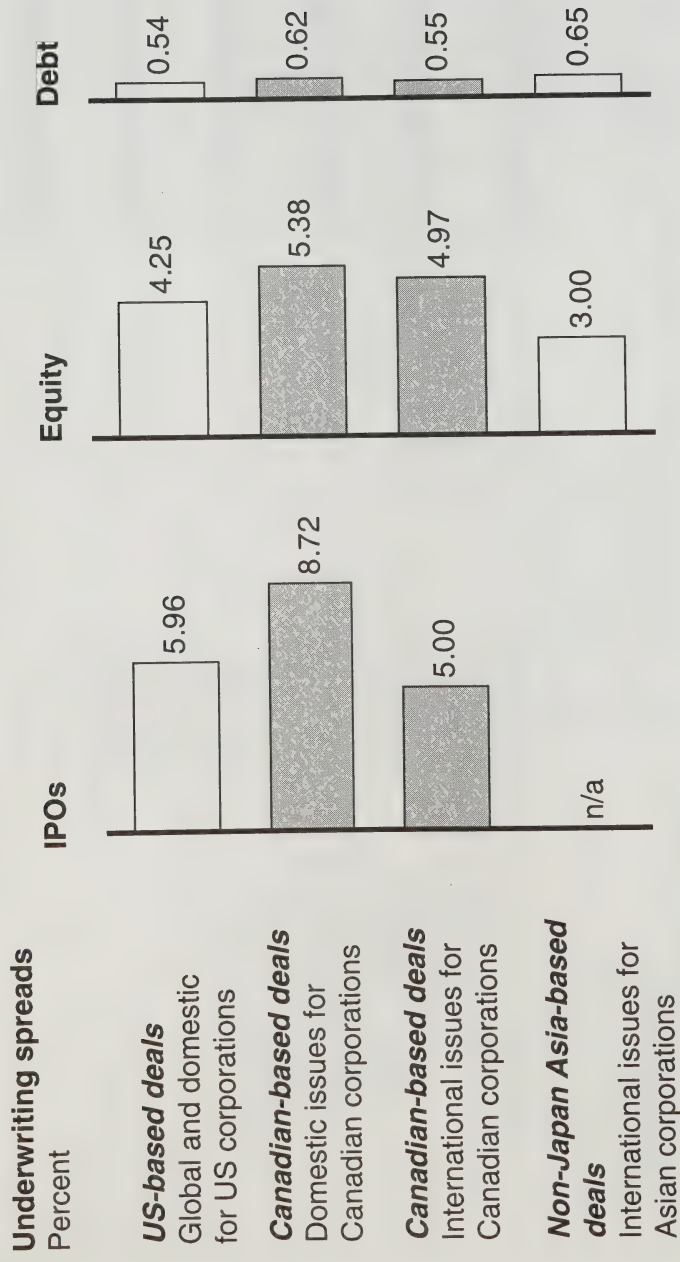 Underwriting spreads
Percent
IPOs
Equity
Debt
US-based deals
Global and domestic
for US corporations
5.96
4.25
0.54
Canadian-based deals
Domestic issues for
Canadian corporations
8.72
5.38
0.62
Canadian-based deals
International issues for
Canadian corporations
5.00
4.97
0.55
Non-Japan Asia-based
deals
International issues for
Asian corporations
n/a
3.00
0.65